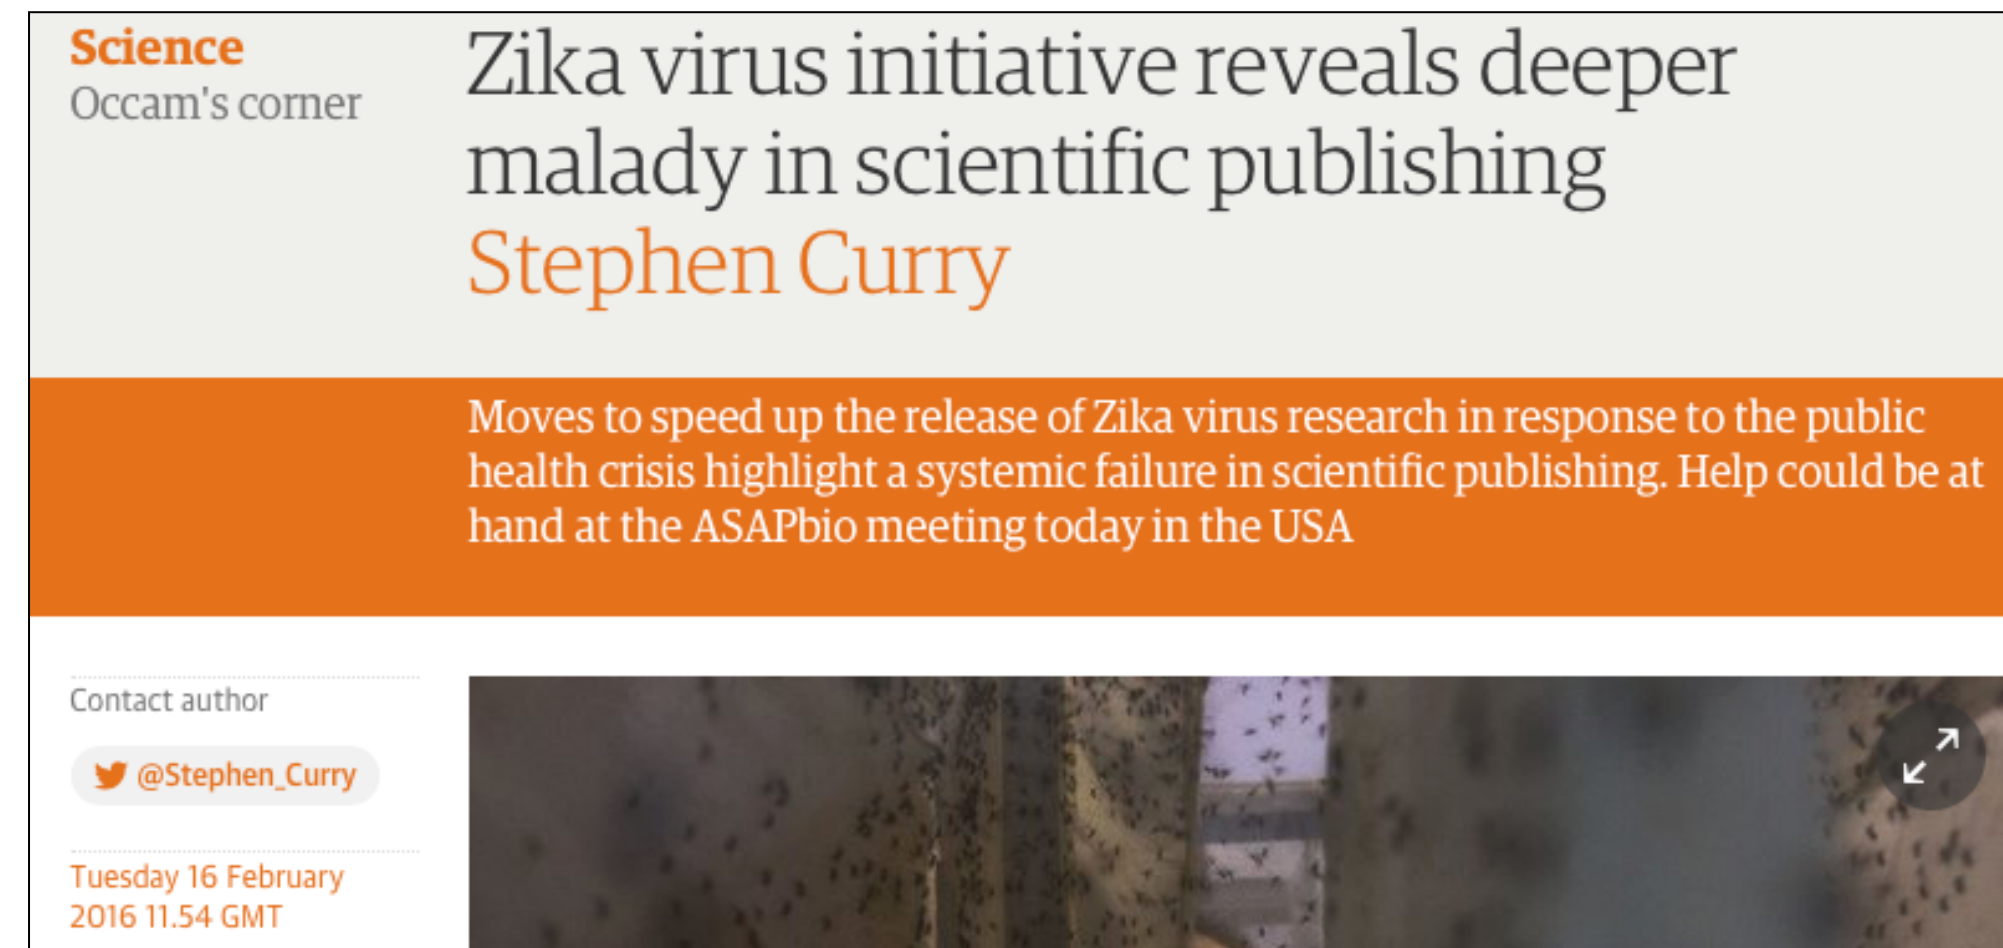 Science
Occam's corner
Zika virus initiative reveals deeper
malady in scientific publishing
Stephen Curry
Moves to speed up the release of Zika virus research in response to the public
health crisis highlight a systemic failure in scientific publishing. Help could be at
hand at the ASAPbio meeting today in the USA
Contact author
@Stephen_Curry
Tuesday 16 February
2016 11.54 GMT